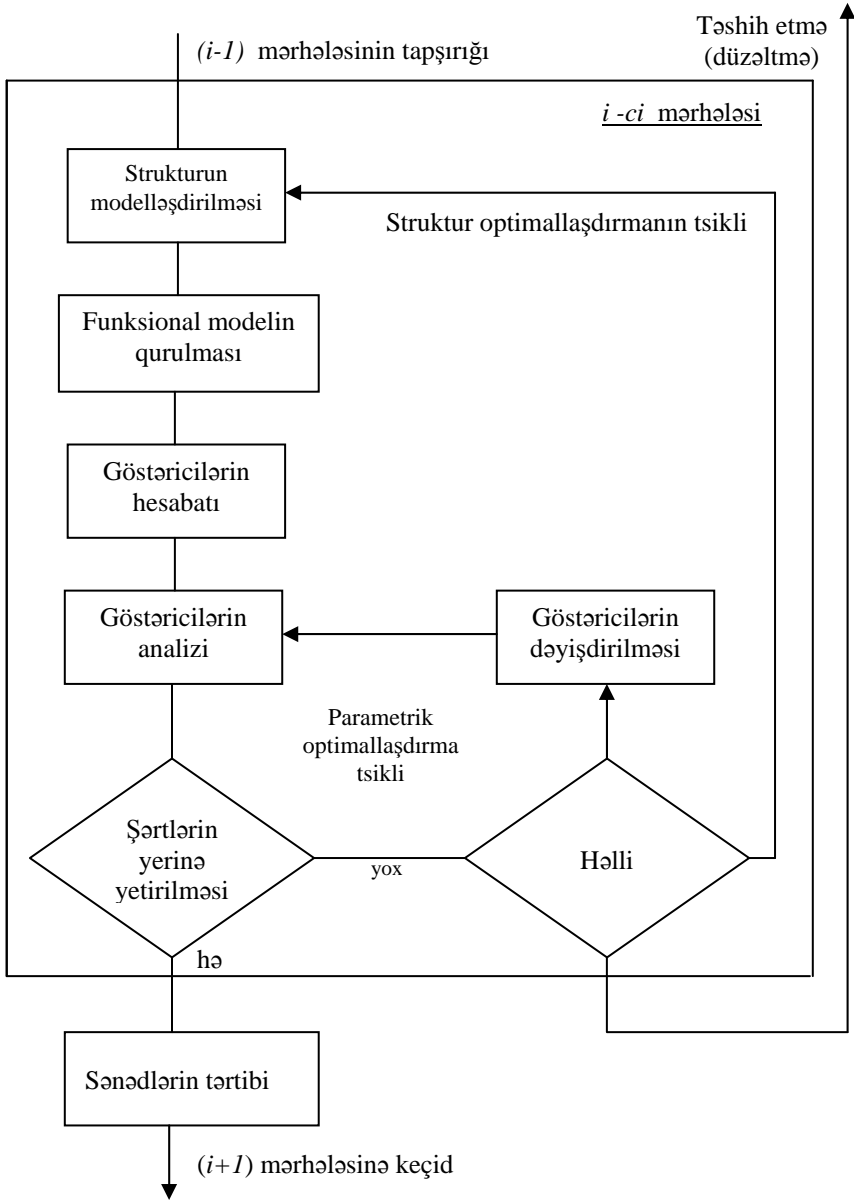 (i-1) mərhələsinin tapşırığı
Təshih etmə
(düzəltmə)
i -ci mərhələsi
Strukturun
modelləşdirilməsi
Struktur optimallaşdırmanın tsikli
Funksional modelin
qurulması
Göstəricilərin
hesabatı
Göstəricilərin
analizi
Göstəricilərin
dəyişdirilməsi
Parametrik
optimallaşdırma
tsikli
Şərtlərin
yerinə
yetirilməsi
yox
Həlli
hə
Sənədlərin tərtibi
(i+1) mərhələsinə keçid